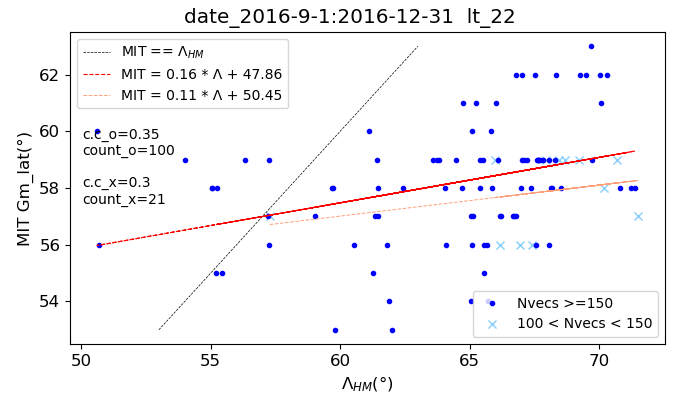 date_2016-9-1:2016-12-31  lt_22
MIT == Λ_HM
MIT = 0.16 * Λ + 47.86
MIT = 0.11 * Λ + 50.45
c.c_o=0.35
count_o=100
c.c_x=0.3
count_x=21
MIT Gm_lat(°)
62
60
58
56
54
Nvecs >=150
100 < Nvecs < 150
50 55 60 65 70
Λ_HM(°)